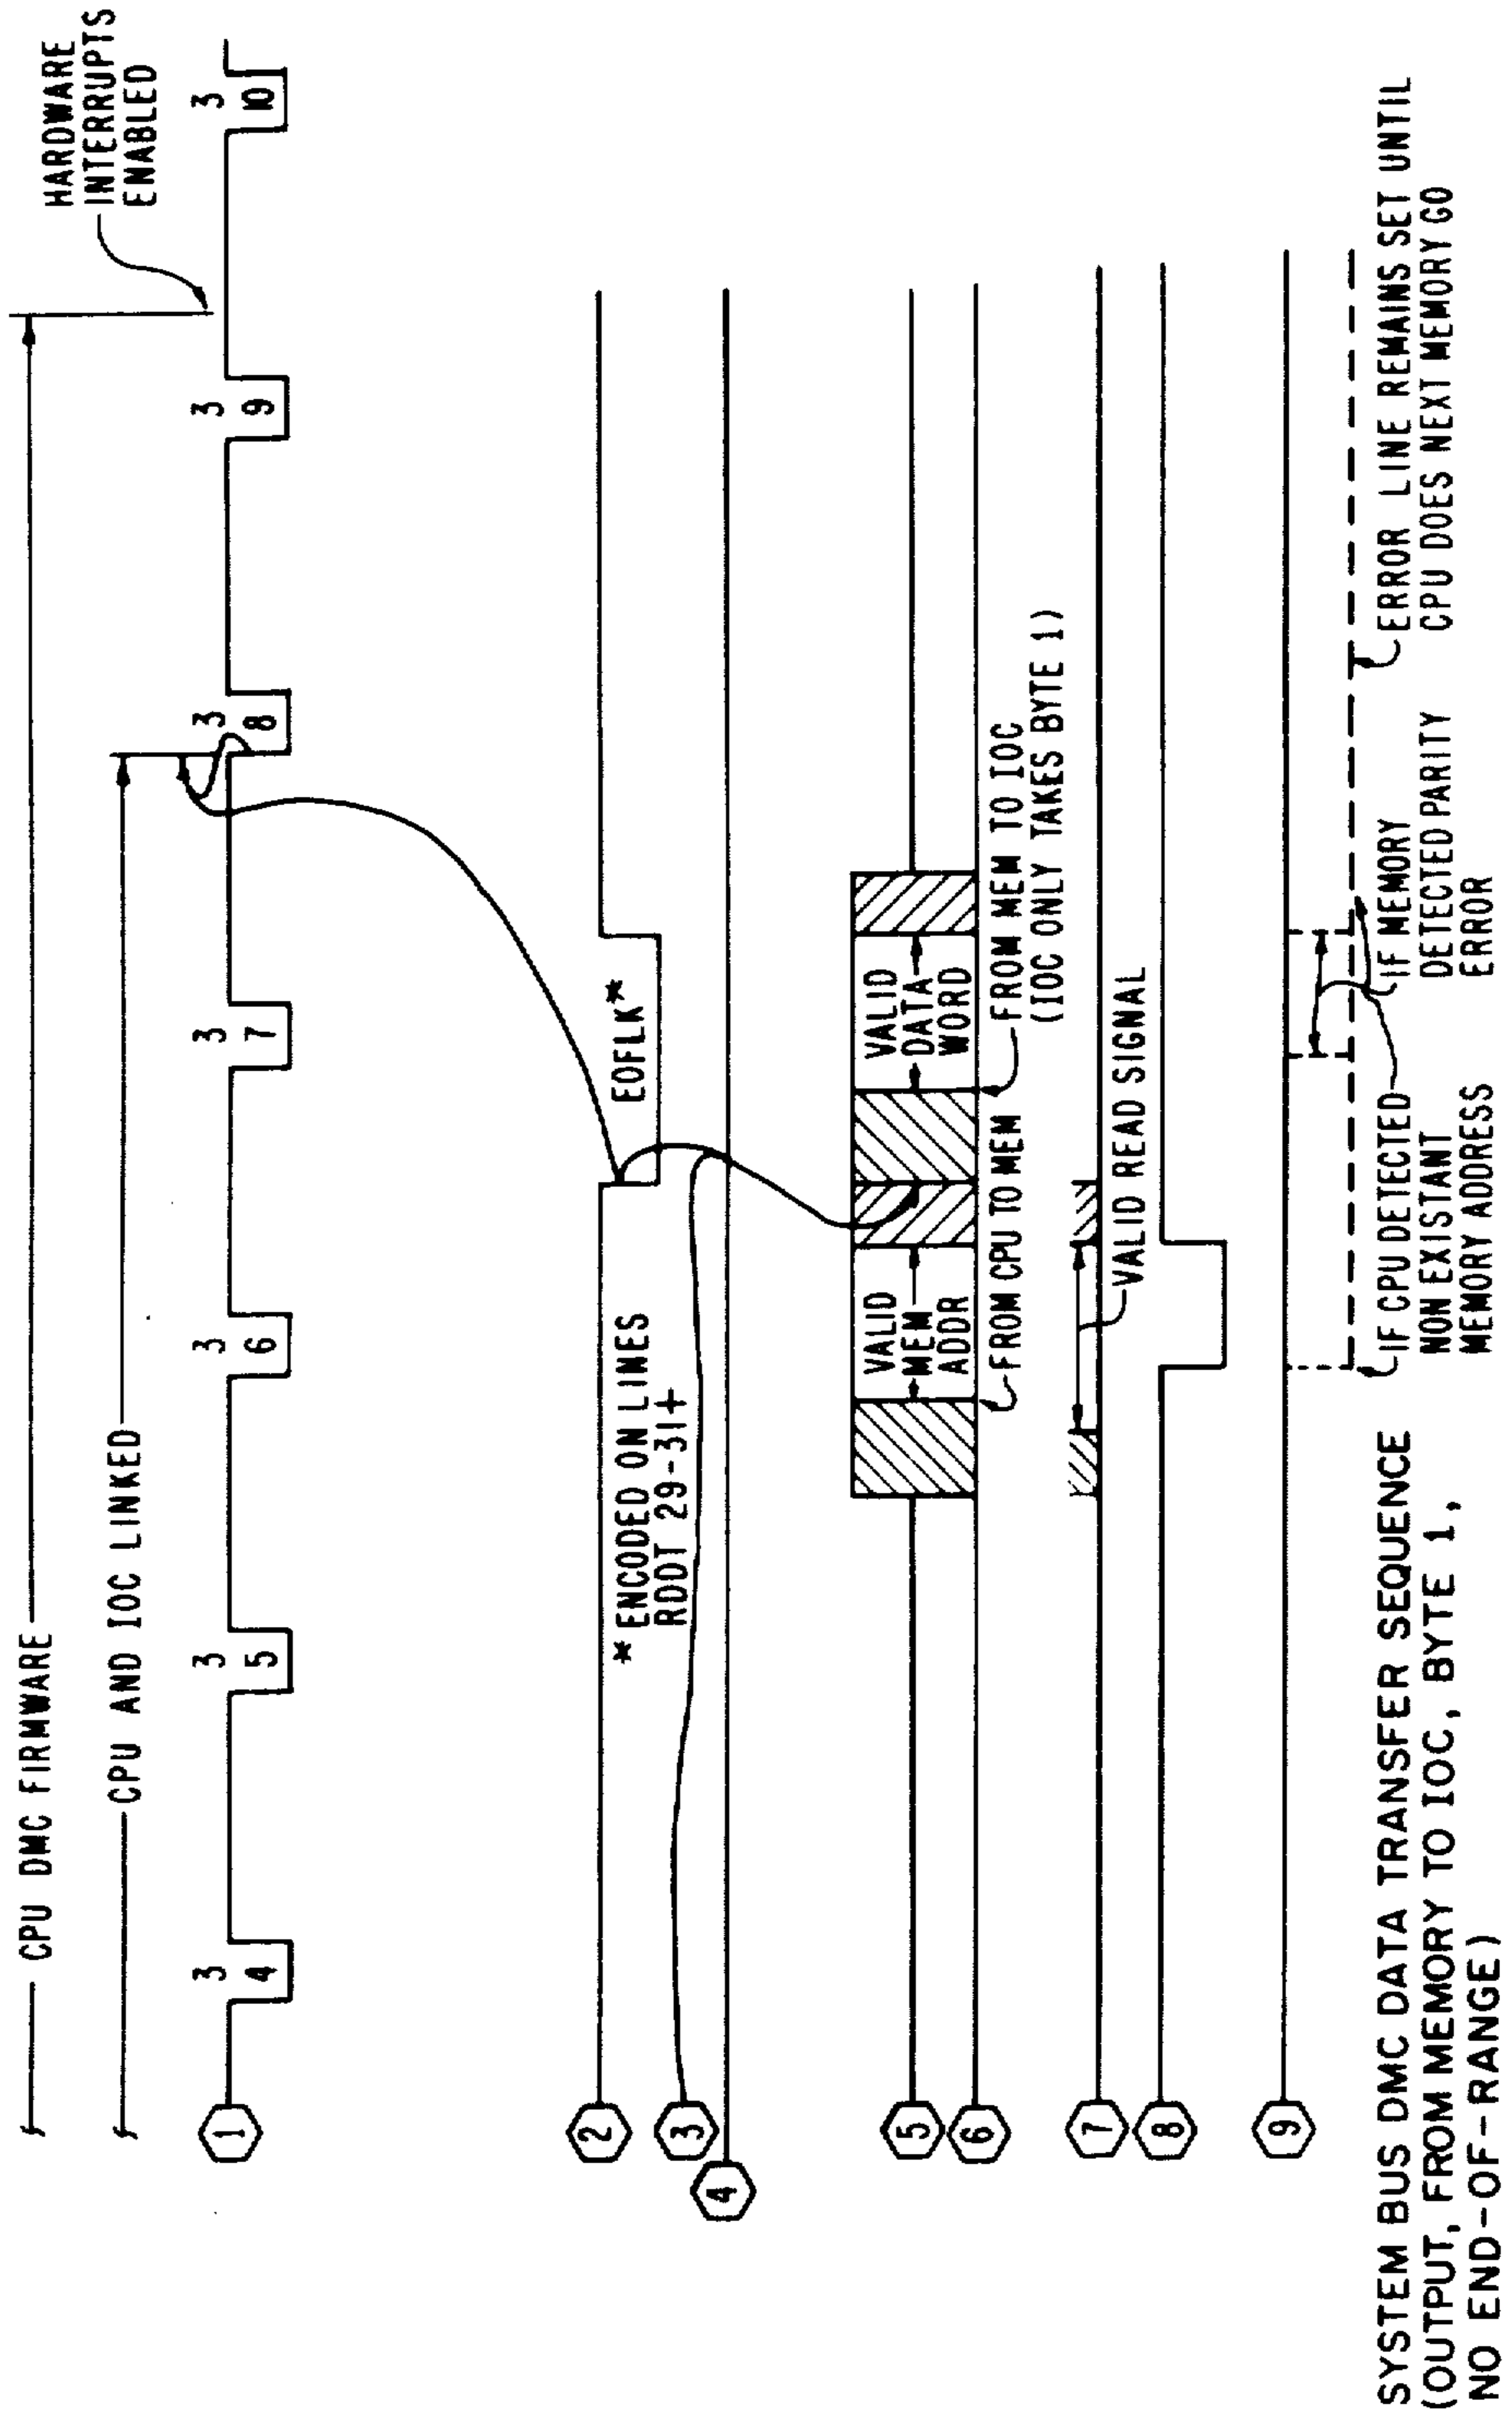 CPU DMC FIRMWARE
HARDWARE
INTERRUPTS
ENABLED
CPU AND IOC LINKED
1
3
4
3
5
3
6
3
7
3
8
3
9
3
10
2
EOFLK*
*ENCODED ON LINES
RDDT 29-31+
3
4
5
VALID
MEM
ADDR
VALID
DATA
WORD
6
FROM CPU TO MEM
FROM MEM TO IOC
(IOC ONLY TAKES BYTE 1)
7
VALID READ SIGNAL
8
9
IF CPU DETECTED
NON EXISTANT
MEMORY ADDRESS
IF MEMORY
DETECTED PARITY
ERROR
ERROR LINE REMAINS SET UNTIL
CPU DOES NEXT MEMORY GO
SYSTEM BUS DMC DATA TRANSFER SEQUENCE
(OUTPUT, FROM MEMORY TO IOC, BYTE 1,
NO END-OF-RANGE)